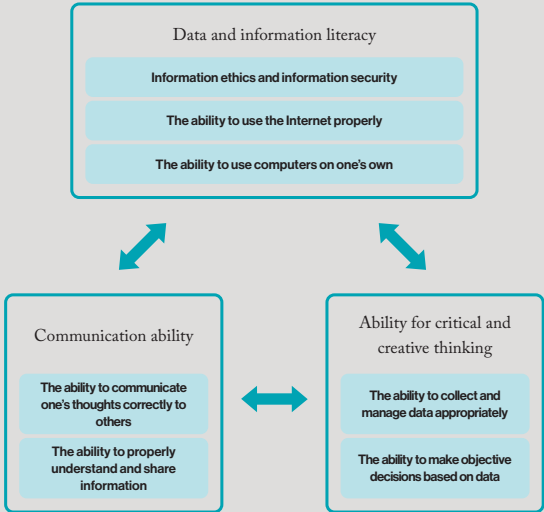 Data and information literacy
Information ethics and information security
The ability to use the Internet properly
The ability to use computers on one's own
Communication ability
The ability to communicate
one's thoughts correctly to
others
The ability to properly
understand and share
information
Ability for critical and
creative thinking
The ability to collect and
manage data appropriately
The ability to make objective
decisions based on data